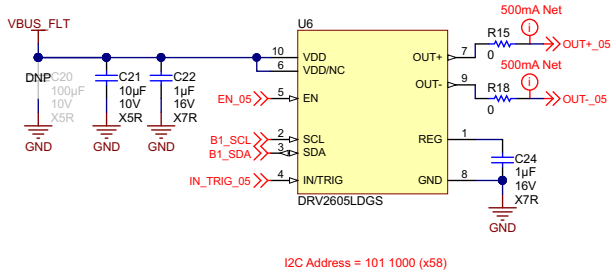 VBUS_FLT
DNP
C20
100µF
10V
X5R
GND
C21
10µF
10V
X5R
GND
C22
1µF
16V
X7R
GND
U6
10 VDD
6 VDD/NC
EN_05 5 EN
B1_SCL 2 SCL
B1_SDA 3 SDA
IN_TRIG_05 4 IN/TRIG
OUT+ 7
OUT- 9
REG 1
GND 8
DRV2605LDGS
500mA Net
i
R15
0
OUT+_05
500mA Net
i
R18
0
OUT-_05
C24
1µF
16V
X7R
GND
I2C Address = 101 1000 (x58)